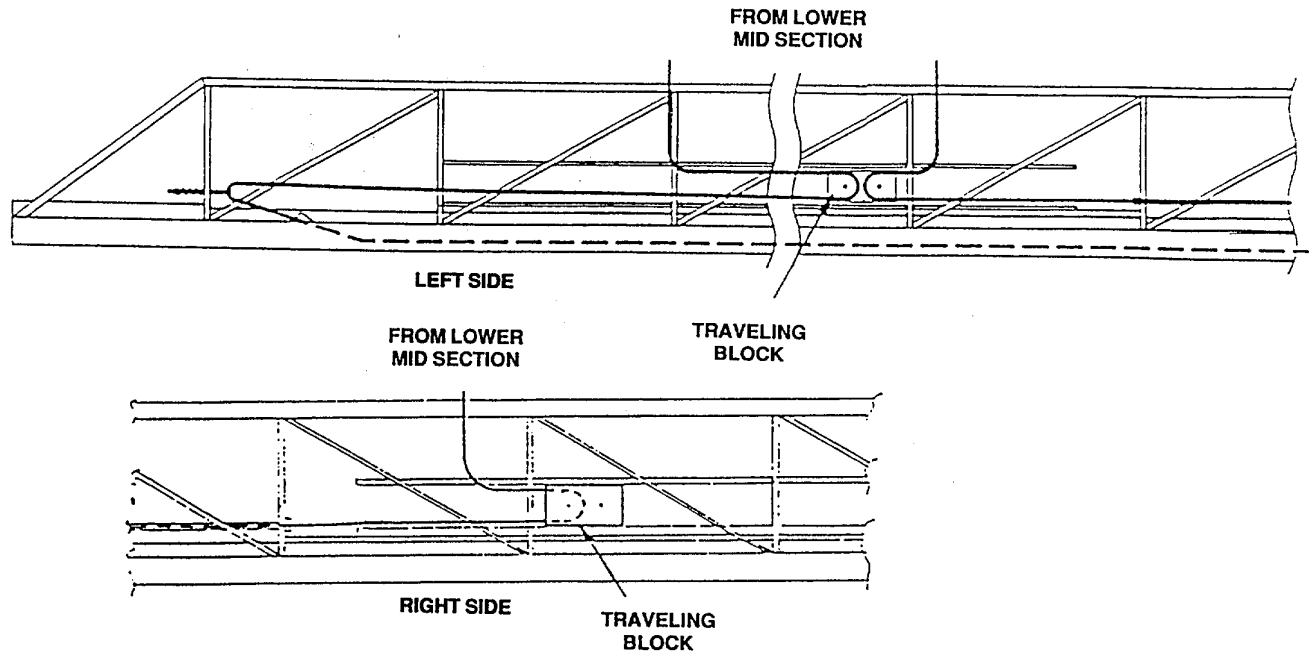 FROM LOWER
MID SECTION
LEFT SIDE
TRAVELING
BLOCK
FROM LOWER
MID SECTION
RIGHT SIDE
TRAVELING
BLOCK